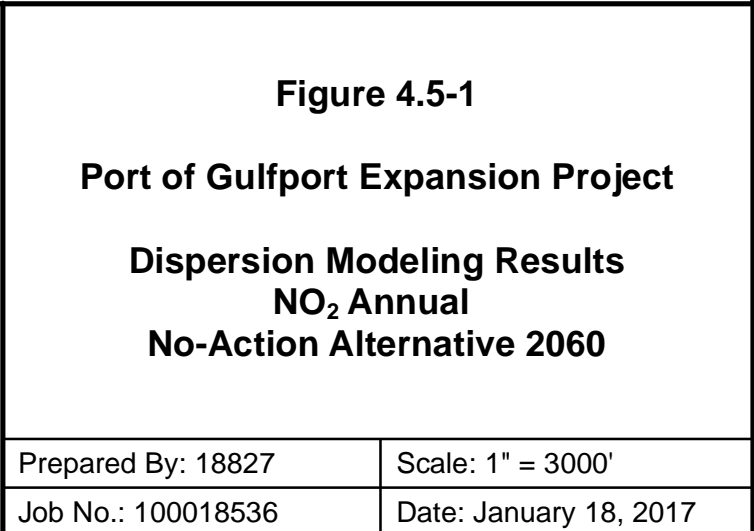 Figure 4.5-1
Port of Gulfport Expansion Project
Dispersion Modeling Results
NO₂ Annual
No-Action Alternative 2060
Prepared By: 18827
Scale: 1" = 3000'
Job No.: 100018536
Date: January 18, 2017